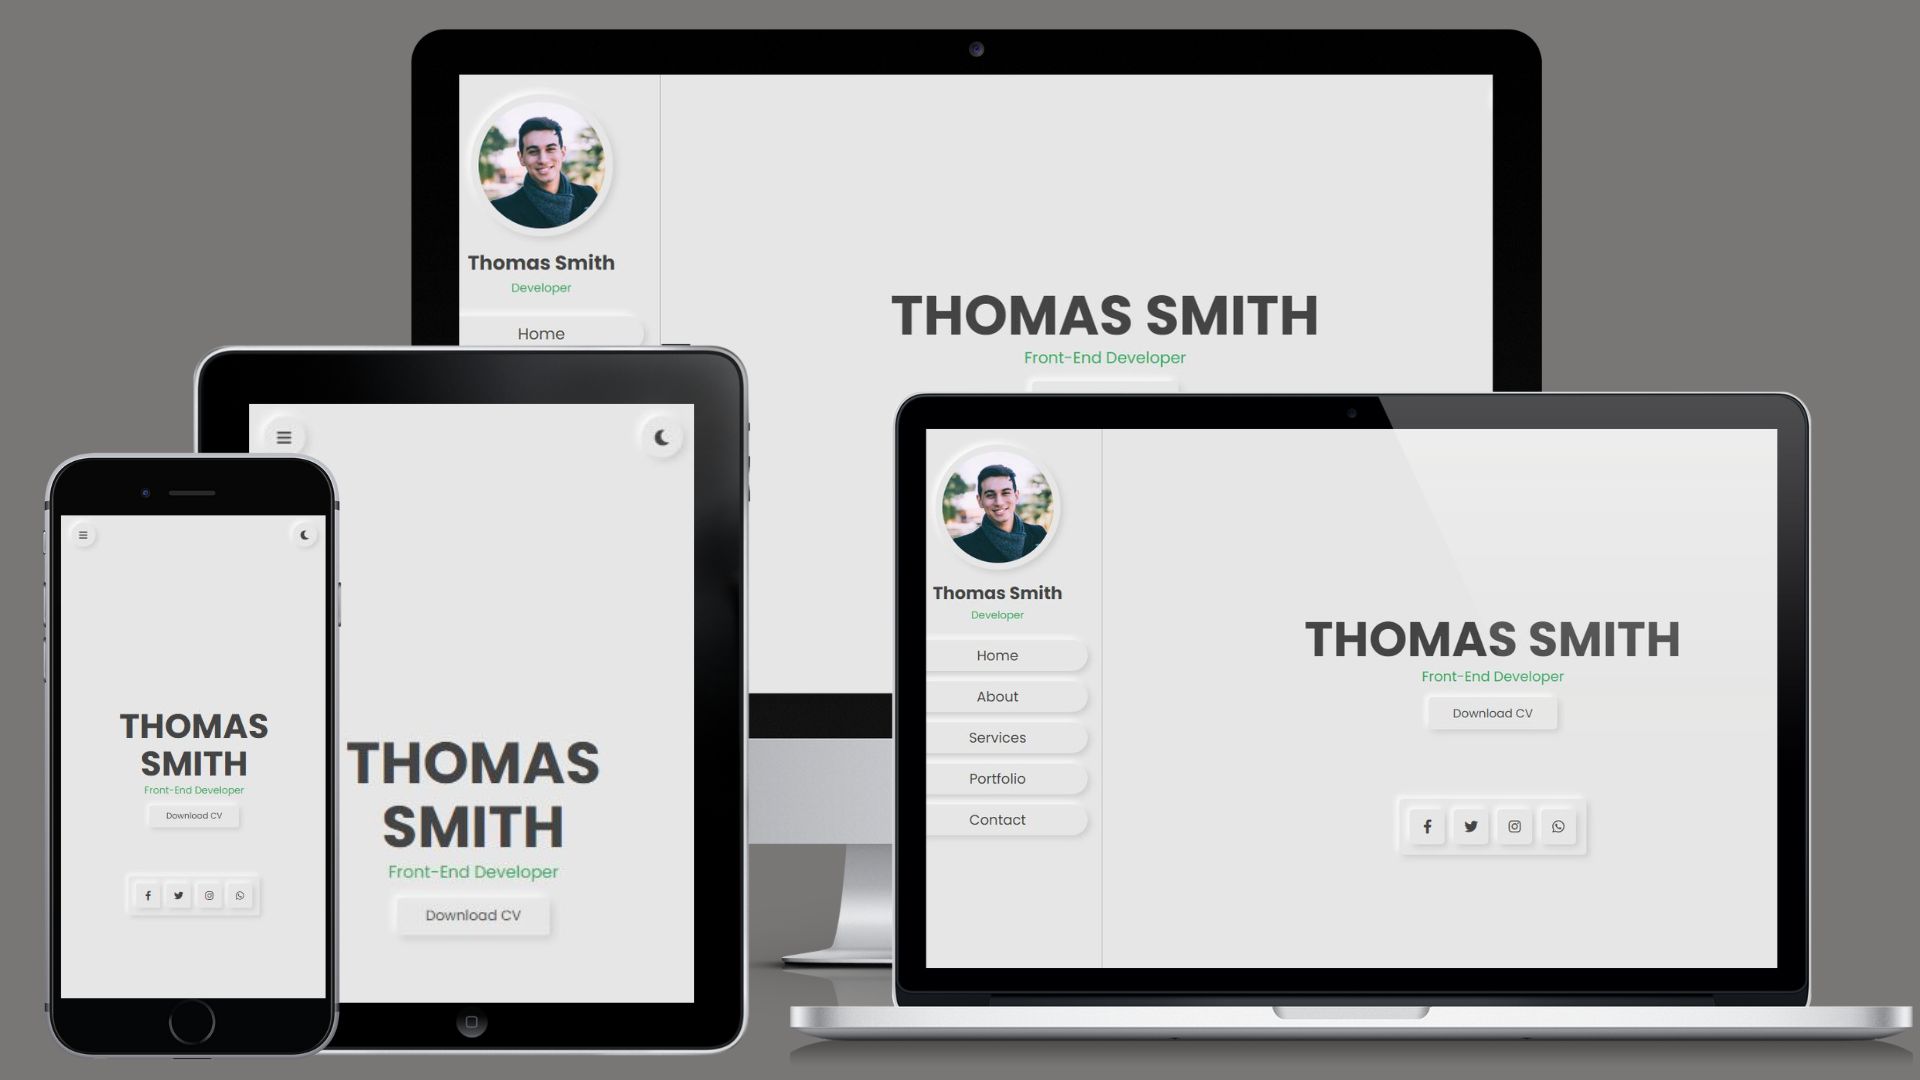 Thomas Smith
Developer
Home
THOMAS SMITH
Front-End Developer
THOMAS
SMITH
Front-End Developer
Download CV
THOMAS
SMITH
Front-End Developer
Download CV
Thomas Smith
Developer
Home
About
Services
Portfolio
Contact
THOMAS SMITH
Front-End Developer
Download CV